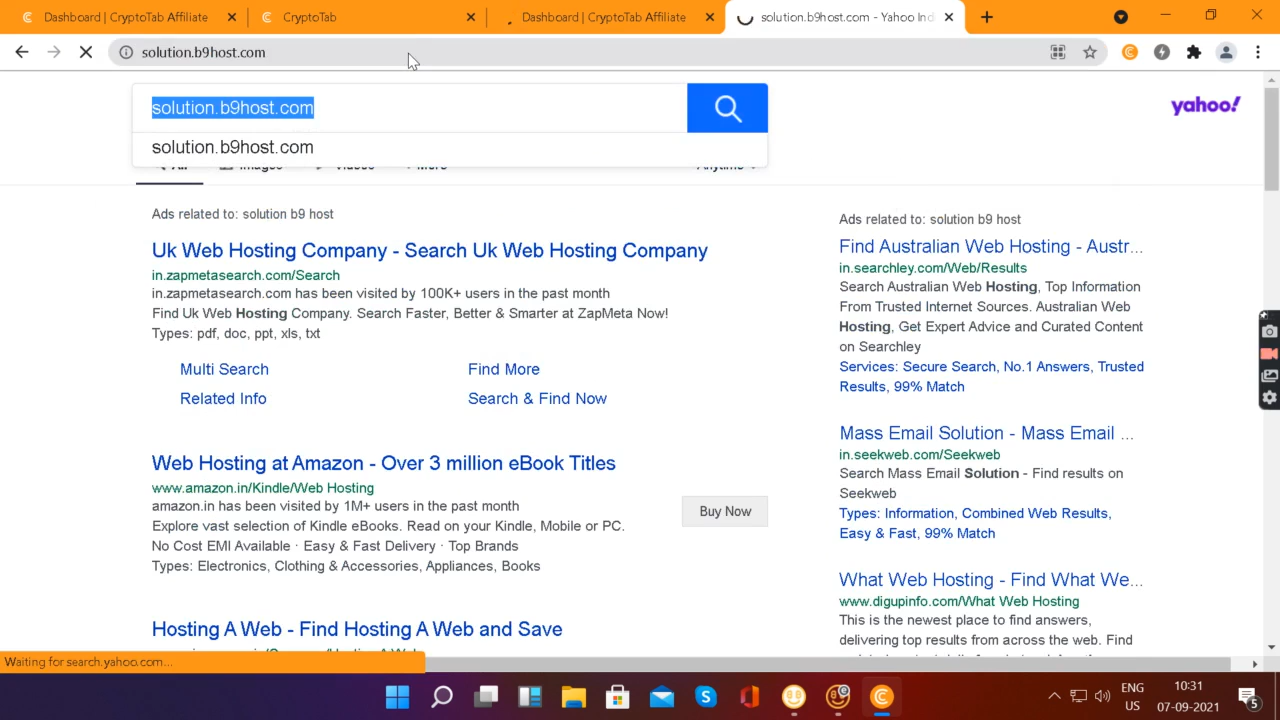 Dashboard | CryptoTab Affiliate
CryptoTab
Dashboard | CryptoTab Affiliate
solution.b9host.com - Yahoo Ind
solution.b9host.com
solution.b9host.com
yahoo!
solution.b9host.com
All
Images
Videos
More
Anytime
Ads related to: solution b9 host
Uk Web Hosting Company - Search Uk Web Hosting Company
in.zapmetasearch.com/Search
in.zapmetasearch.com has been visited by 100K+ users in the past month
Find Uk Web Hosting Company. Search Faster, Better & Smarter at ZapMeta Now!
Types: pdf, doc, ppt, xls, txt
Multi Search
Find More
Related Info
Search & Find Now
Web Hosting at Amazon - Over 3 million eBook Titles
www.amazon.in/Kindle/Web Hosting
amazon.in has been visited by 1M+ users in the past month
Explore vast selection of Kindle eBooks. Read on your Kindle, Mobile or PC.
No Cost EMI Available · Easy & Fast Delivery · Top Brands
Types: Electronics, Clothing & Accessories, Appliances, Books
Buy Now
Hosting A Web - Find Hosting A Web and Save
Ads related to: solution b9 host
Find Australian Web Hosting - Austr...
in.searchley.com/Web/Results
Search Australian Web Hosting, Top Information
From Trusted Internet Sources. Australian Web
Hosting, Get Expert Advice and Curated Content
on Searchley
Services: Secure Search, No.1 Answers, Trusted
Results, 99% Match
Mass Email Solution - Mass Email ...
in.seekweb.com/Seekweb
Search Mass Email Solution - Find results on
Seekweb
Types: Information, Combined Web Results,
Easy & Fast, 99% Match
What Web Hosting - Find What We...
www.digupinfo.com/What Web Hosting
This is the newest place to find answers,
delivering top results from across the web. Find
Waiting for search.yahoo.com...
ENG
US
10:31
07-09-2021
5